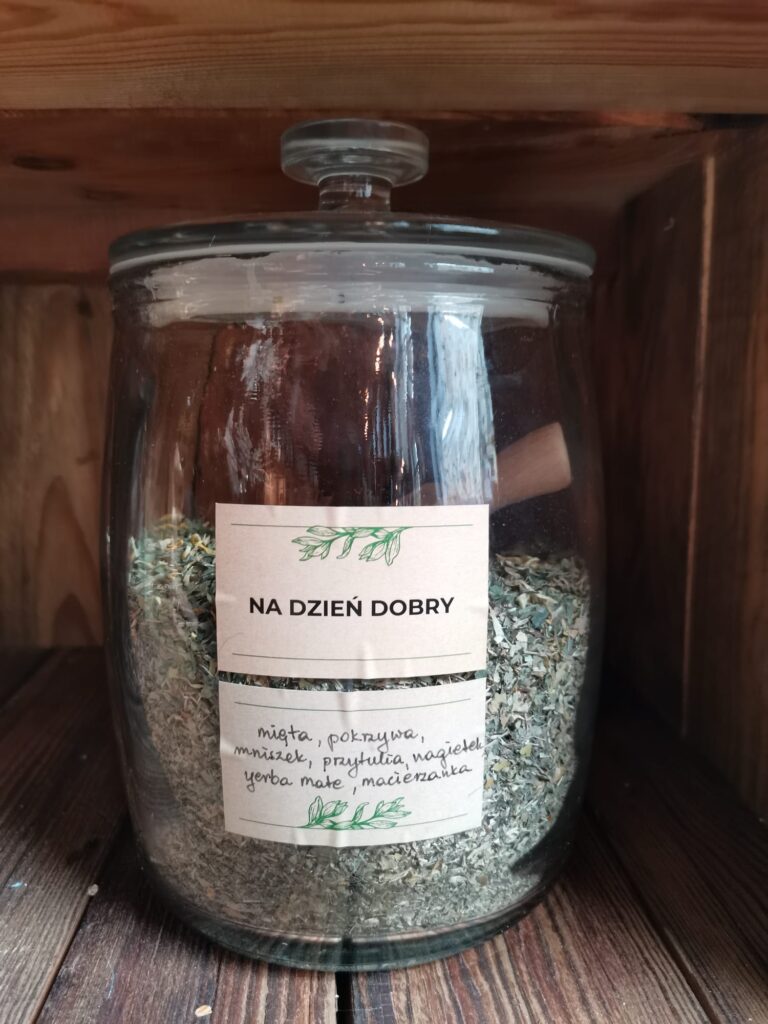 NA DZIEŃ DOBRY
mięta, pokrzywa,
mniszek, przytulia, nagietek
yerba mate, macierzanka